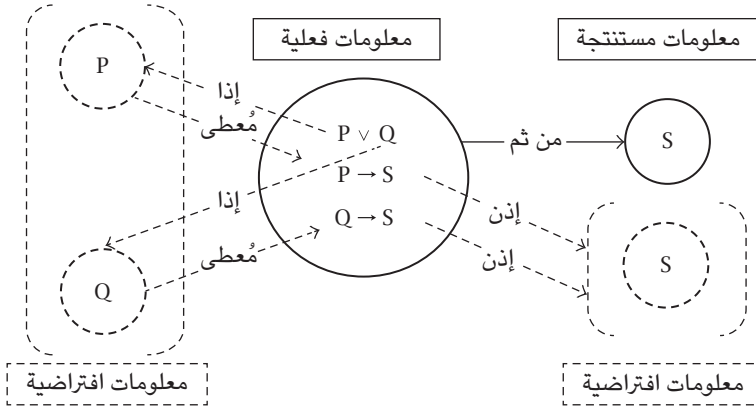 معلومات مستنتجة
معلومات فعلية
P
إذا
مُعطى
P ∨ Q
من ثم
S
P → S
إذا
إذن
Q → S
مُعطى
إذن
S
Q
معلومات افتراضية
معلومات افتراضية